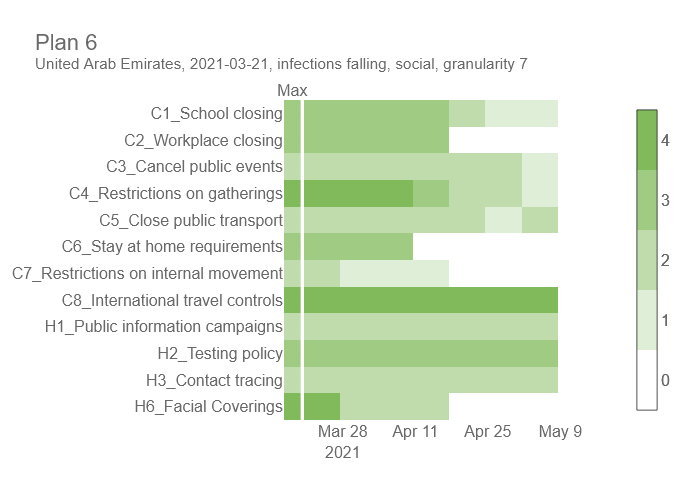 Plan 6
United Arab Emirates, 2021-03-21, infections falling, social, granularity 7
Max
C1_School closing
C2_Workplace closing
C3_Cancel public events
C4_Restrictions on gatherings
C5_Close public transport
C6_Stay at home requirements
C7_Restrictions on internal movement
C8_International travel controls
H1_Public information campaigns
H2_Testing policy
H3_Contact tracing
H6_Facial Coverings
Mar 28 Apr 11 Apr 25 May 9
2021
4
3
2
1
0